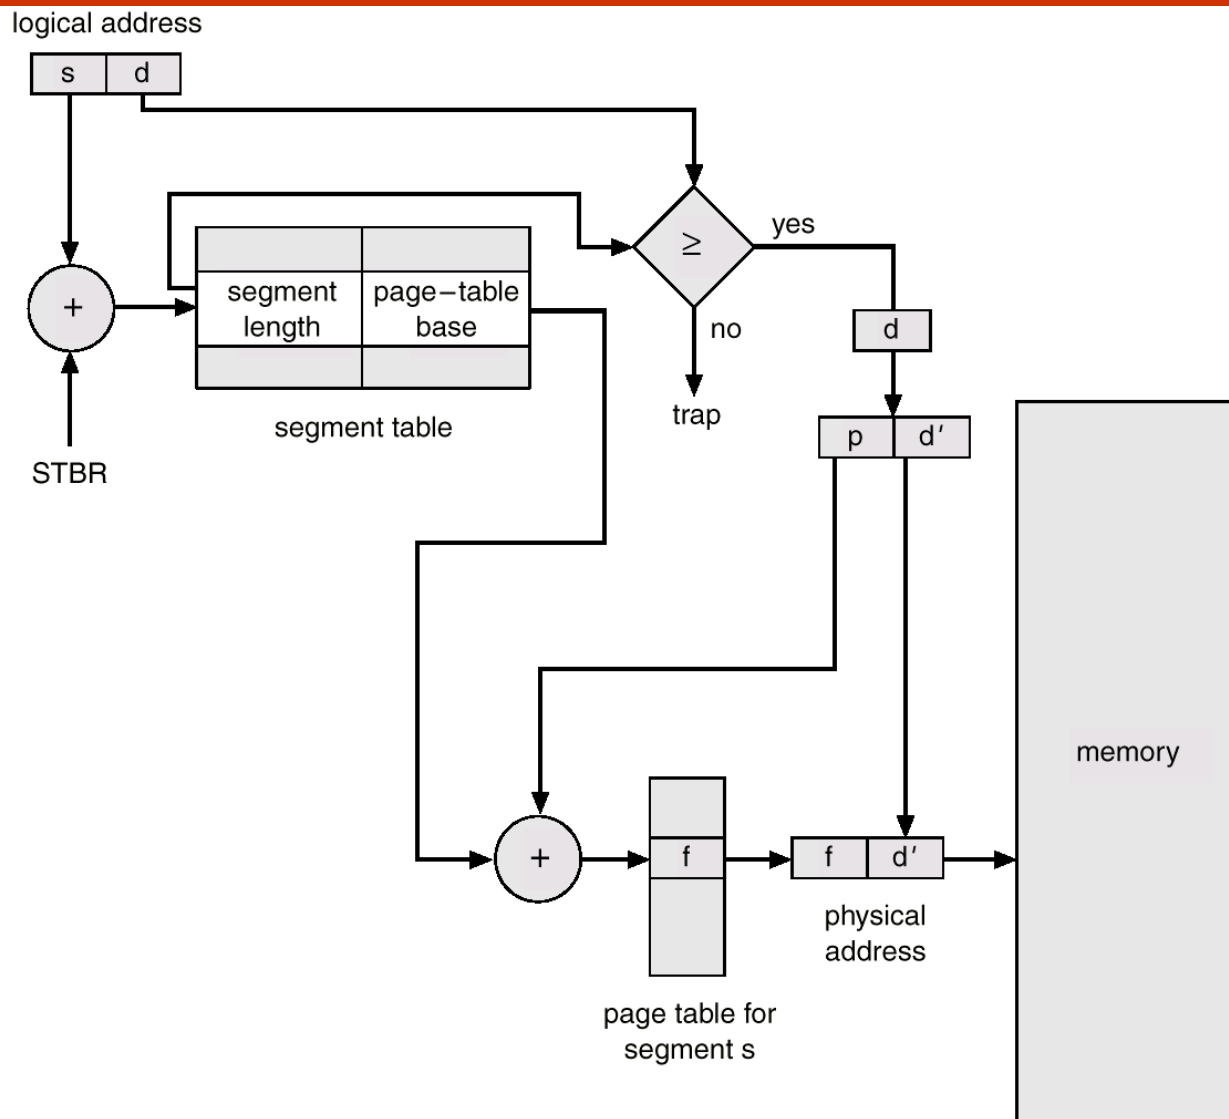 logical address
s d
≥
yes
+
segment length
page–table base
no
d
trap
segment table
p d′
STBR
memory
+
f
f d′
physical
address
page table for
segment s